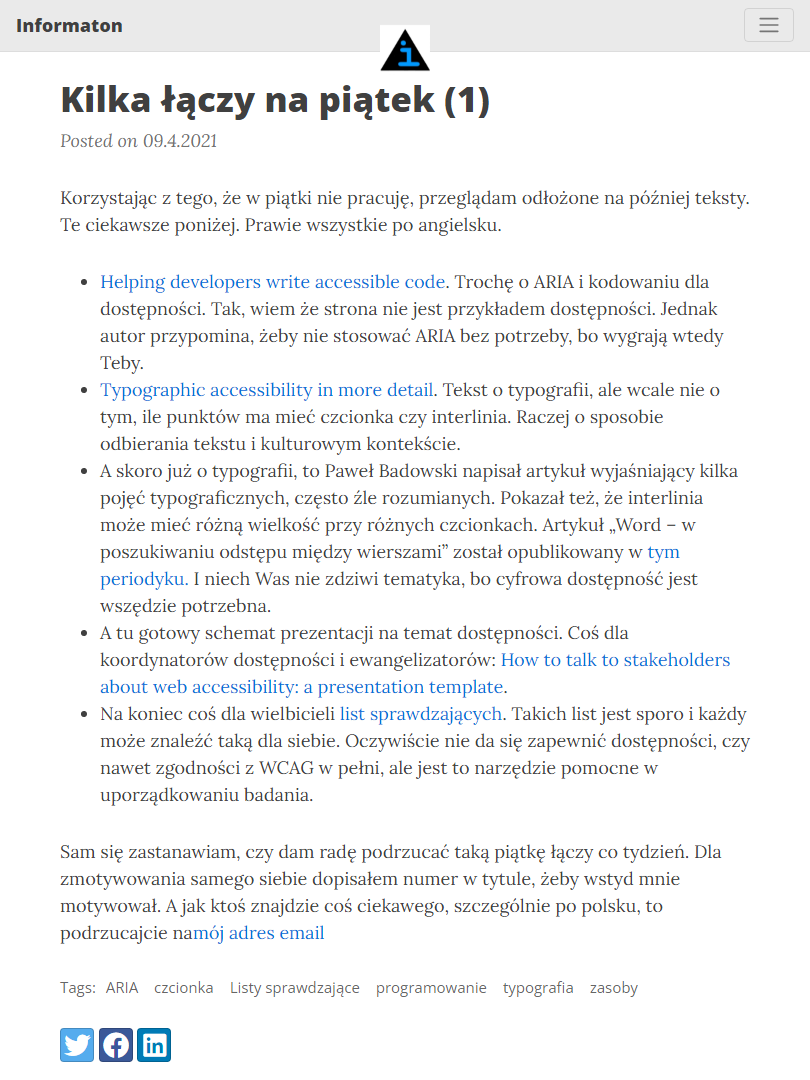 Informaton
i
Kilka łączy na piątek (1)
Posted on 09.4.2021
Korzystając z tego, że w piątki nie pracuję, przeglądam odłożone na później teksty.
Te ciekawsze poniżej. Prawie wszystkie po angielsku.
Helping developers write accessible code. Trochę o ARIA i kodowaniu dla
dostępności. Tak, wiem że strona nie jest przykładem dostępności. Jednak
autor przypomina, żeby nie stosować ARIA bez potrzeby, bo wygrają wtedy
Teby.
Typographic accessibility in more detail. Tekst o typografii, ale wcale nie o
tym, ile punktów ma mieć czcionka czy interlinia. Raczej o sposobie
odbierania tekstu i kulturowym kontekście.
A skoro już o typografii, to Paweł Badowski napisał artykuł wyjaśniający kilka
pojęć typograficznych, często źle rozumianych. Pokazał też, że interlinia
może mieć różną wielkość przy różnych czcionkach. Artykuł „Word – w
poszukiwaniu odstępu między wierszami” został opublikowany w tym
periodyku. I niech Was nie zdziwi tematyka, bo cyfrowa dostępność jest
wszędzie potrzebna.
A tu gotowy schemat prezentacji na temat dostępności. Coś dla
koordynatorów dostępności i ewangelizatorów: How to talk to stakeholders
about web accessibility: a presentation template.
Na koniec coś dla wielbicieli list sprawdzających. Takich list jest sporo i każdy
może znaleźć taką dla siebie. Oczywiście nie da się zapewnić dostępności, czy
nawet zgodności z WCAG w pełni, ale jest to narzędzie pomocne w
uporządkowaniu badania.
Sam się zastanawiam, czy dam radę podrzucać taką piątkę łączy co tydzień. Dla
zmotywowania samego siebie dopisałem numer w tytule, żeby wstyd mnie
motywował. A jak ktoś znajdzie coś ciekawego, szczególnie po polsku, to
podrzucajcie namój adres email
Tags: ARIA czcionka Listy sprawdzające programowanie typografia zasoby